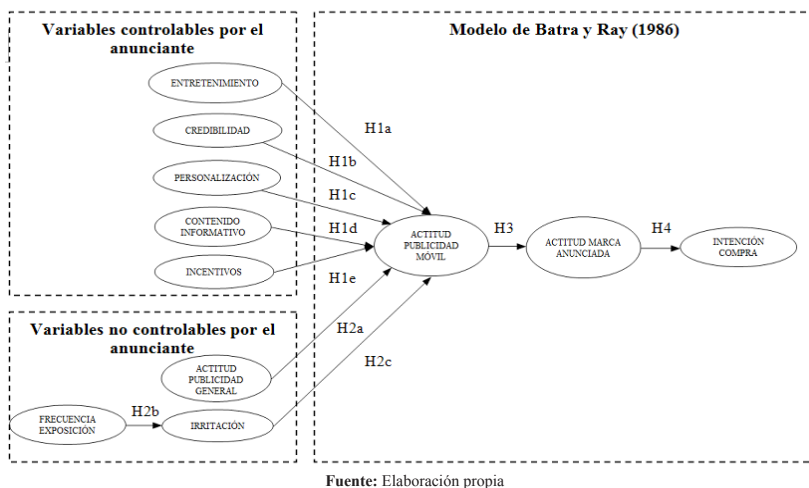 Variables controlables por el
anunciante
ENTRETENIMIENTO
CREDIBILIDAD
PERSONALIZACIÓN
CONTENIDO
INFORMATIVO
INCENTIVOS
Modelo de Batra y Ray (1986)
H1a
H1b
H1c
H1d
H1e
H2a
H2c
ACTITUD
PUBLICIDAD
MÓVIL
H3
ACTITUD MARCA
ANUNCIADA
H4
INTENCIÓN
COMPRA
Variables no controlables por el
anunciante
ACTITUD
PUBLICIDAD
GENERAL
FRECUENCIA
EXPOSICIÓN
H2b
IRRITACIÓN
Fuente: Elaboración propia